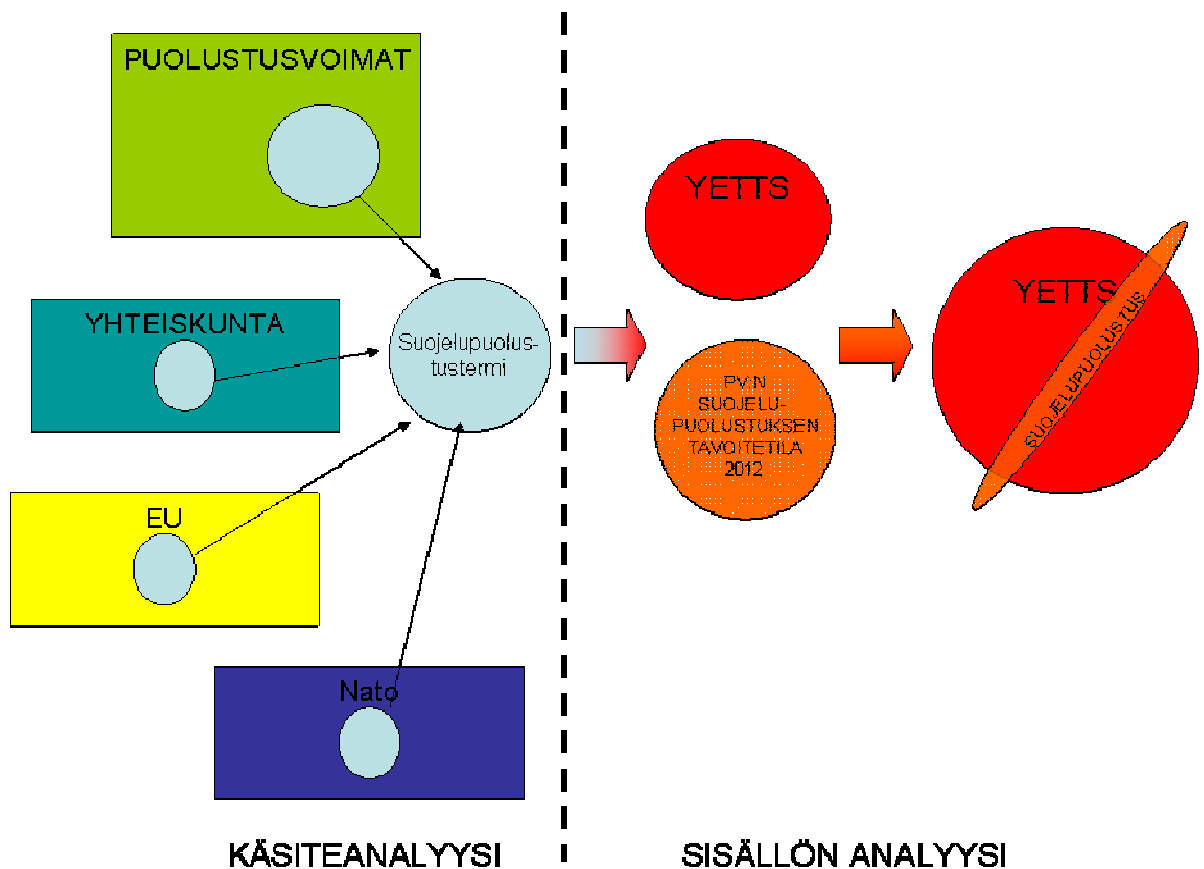 PUOLUSTUSVOIMAT
YHTEISKUNTA
EU
Nato
Suojelupuolus-
tustermi
KÄSITEANALYYSI
YETTS
PV:N
SUOJELU-
PUOLUSTUKSEN
TAVOITETILA
2012
YETTS
SUOJELUPUOLUSTUS
SISÄLLÖN ANALYYSI